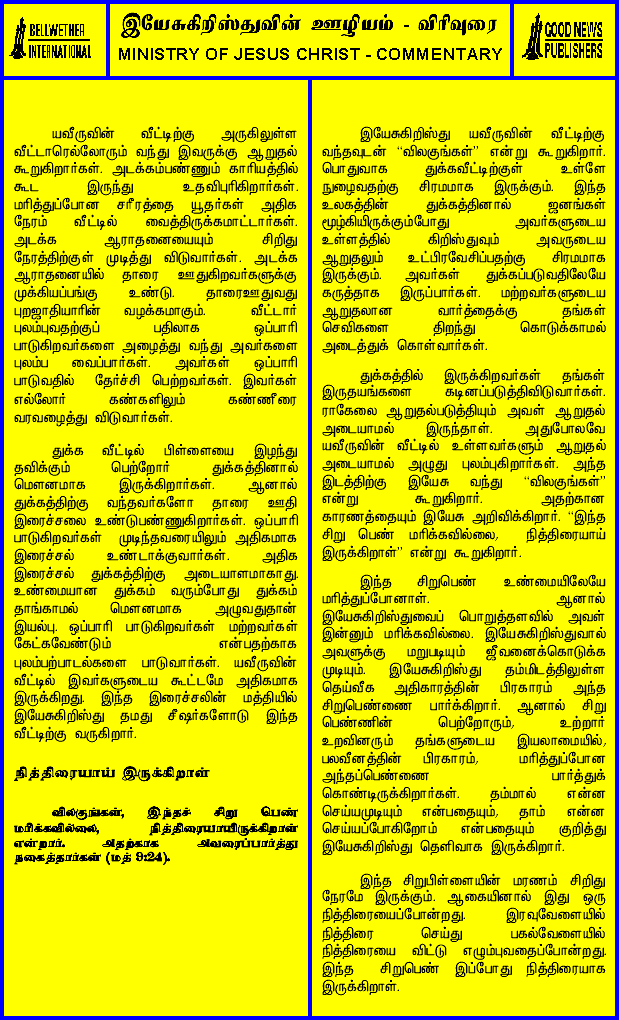 BELLWETHER
INTERNATIONAL
இயேசுகிறிஸ்துவின் ஊழியம் - விரிவுரை
MINISTRY OF JESUS CHRIST - COMMENTARY
GOOD NEWS
PUBLISHERS
யவீருவின் வீட்டிற்கு அருகிலுள்ள
வீட்டாரெல்லோரும் வந்து இவருக்கு ஆறுதல்
கூறுகிறார்கள். அடக்கம்பண்ணும் காரியத்தில்
கூட இருந்து உதவிபுரிகிறார்கள்.
மரித்துப்போன சரீரத்தை யூதர்கள் அதிக
நேரம் வீட்டில் வைத்திருக்கமாட்டார்கள்.
அடக்க ஆராதனையையும் சிறிது
நேரத்திற்குள் முடித்து விடுவார்கள். அடக்க
ஆராதனையில் தாரை ஊதுகிறவர்களுக்கு
முக்கியப்பங்கு உண்டு. தாரைஊதுவது
புறஜாதியாரின் வழக்கமாகும். வீட்டார்
புலம்புவதற்குப் பதிலாக ஒப்பாரி
பாடுகிறவர்களை அழைத்து வந்து அவர்களை
புலம்ப வைப்பார்கள். அவர்கள் ஒப்பாரி
பாடுவதில் தேர்ச்சி பெற்றவர்கள். இவர்கள்
எல்லோர் கண்களிலும் கண்ணீரை
வரவழைத்து விடுவார்கள்.
துக்க வீட்டில் பிள்ளையை இழந்து
தவிக்கும் பெற்றோர் துக்கத்தினால்
மௌனமாக இருக்கிறார்கள். ஆனால்
துக்கத்திற்கு வந்தவர்களோ தாரை ஊதி
இரைச்சலை உண்டுபண்ணுகிறார்கள். ஒப்பாரி
பாடுகிறவர்கள் முடிந்தவரையிலும் அதிகமாக
இரைச்சல் உண்டாக்குவார்கள். அதிக
இரைச்சல் துக்கத்திற்கு அடையாளமாகாது.
உண்மையான துக்கம் வரும்போது துக்கம்
தாங்காமல் மௌனமாக அழுவதுதான்
இயல்பு. ஒப்பாரி பாடுகிறவர்கள் மற்றவர்கள்
கேட்கவேண்டும் என்பதற்காக
புலம்பற்பாடல்களை பாடுவார்கள். யவீருவின்
வீட்டில் இவர்களுடைய கூட்டமே அதிகமாக
இருக்கிறது. இந்த இரைச்சலின் மத்தியில்
இயேசுகிறிஸ்து தமது சீஷர்களோடு இந்த
வீட்டிற்கு வருகிறார்.
நித்திரையாய் இருக்கிறாள்
விலகுங்கள், இந்தச் சிறு பெண்
மரிக்கவில்லை, நித்திரையாயிருக்கிறாள்
என்றார். அதற்காக அவரைப்பார்த்து
நகைத்தார்கள் (மத் 9:24).
இயேசுகிறிஸ்து யவீருவின் வீட்டிற்கு
வந்தவுடன் “விலகுங்கள்” என்று கூறுகிறார்.
பொதுவாக துக்கவீட்டிற்குள் உள்ளே
நுழைவதற்கு சிரமமாக இருக்கும். இந்த
உலகத்தின் துக்கத்தினால் ஜனங்கள்
மூழ்கியிருக்கும்போது அவர்களுடைய
உள்ளத்தில் கிறிஸ்துவும் அவருடைய
ஆறுதலும் உட்பிரவேசிப்பதற்கு சிரமமாக
இருக்கும். அவர்கள் துக்கப்படுவதிலேயே
கருத்தாக இருப்பார்கள். மற்றவர்களுடைய
ஆறுதலான வார்த்தைக்கு தங்கள்
செவிகளை திறந்து கொடுக்காமல்
அடைத்துக் கொள்வார்கள்.
துக்கத்தில் இருக்கிறவர்கள் தங்கள்
இருதயங்களை கடினப்படுத்திவிடுவார்கள்.
ராகேலை ஆறுதல்படுத்தியும் அவள் ஆறுதல்
அடையாமல் இருந்தாள். அதுபோலவே
யவீருவின் வீட்டில் உள்ளவர்களும் ஆறுதல்
அடையாமல் அழுது புலம்புகிறார்கள். அந்த
இடத்திற்கு இயேசு வந்து “விலகுங்கள்”
என்று கூறுகிறார். அதற்கான
காரணத்தையும் இயேசு அறிவிக்கிறார். “இந்த
சிறு பெண் மரிக்கவில்லை, நித்திரையாய்
இருக்கிறாள்” என்று கூறுகிறார்.
இந்த சிறுபெண் உண்மையிலேயே
மரித்துப்போனாள். ஆனால்
இயேசுகிறிஸ்துவைப் பொறுத்தளவில் அவள்
இன்னும் மரிக்கவில்லை. இயேசுகிறிஸ்துவால்
அவளுக்கு மறுபடியும் ஜீவனைக்கொடுக்க
முடியும். இயேசுகிறிஸ்து தம்மிடத்திலுள்ள
தெய்வீக அதிகாரத்தின் பிரகாரம் அந்த
சிறுபெண்ணை பார்க்கிறார். ஆனால் சிறு
பெண்ணின் பெற்றோரும், உற்றார்
உறவினரும் தங்களுடைய இயலாமையில்,
பலவீனத்தின் பிரகாரம், மரித்துப்போன
அந்தப்பெண்ணை பார்த்துக்
கொண்டிருக்கிறார்கள். தம்மால் என்ன
செய்யமுடியும் என்பதையும், தாம் என்ன
செய்யப்போகிறோம் என்பதையும் குறித்து
இயேசுகிறிஸ்து தெளிவாக இருக்கிறார்.
இந்த சிறுபிள்ளையின் மரணம் சிறிது
நேரமே இருக்கும். ஆகையினால் இது ஒரு
நித்திரையைப்போன்றது. இரவுவேளையில்
நித்திரை செய்து பகல்வேளையில்
நித்திரையை விட்டு எழும்புவதைப்போன்றது.
இந்த சிறுபெண் இப்போது நித்திரையாக
இருக்கிறாள்.